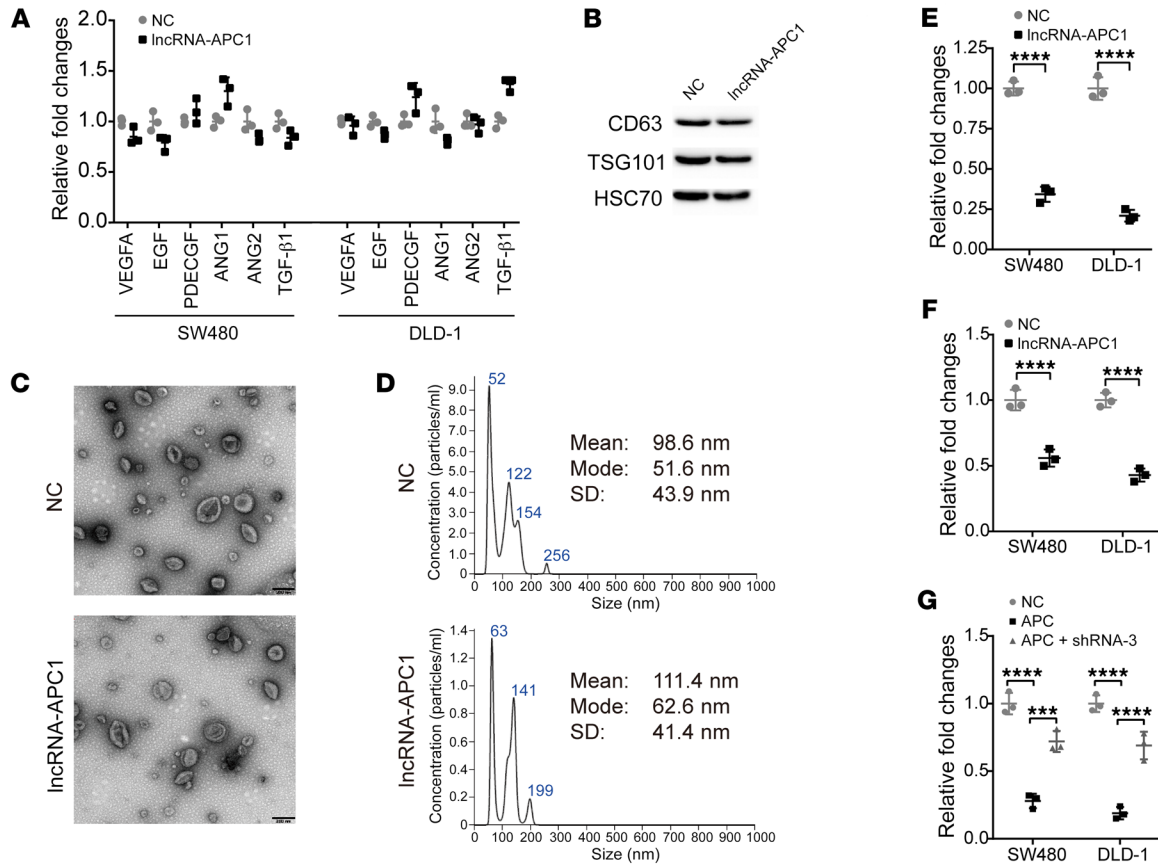 A
NC
lncRNA-APC1
Relative fold changes
2.0
1.5
1.0
0.5
0.0
VEGFA
EGF
PDECGF
ANG1
ANG2
TGF-β1
VEGFA
EGF
PDECGF
ANG1
ANG2
TGF-β1
SW480
DLD-1
B
NC
lncRNA-APC1
CD63
TSG101
HSC70
C
NC
lncRNA-APC1
D
NC
Concentration (particles/ml)
9.0
8.0
7.0
6.0
5.0
4.0
3.0
2.0
1.0
0
52
122
154
256
Mean: 98.6 nm
Mode: 51.6 nm
SD: 43.9 nm
0 100 200 300 400 500 600 700 800 900 1000
Size (nm)
lncRNA-APC1
Concentration (particles/ml)
1.4
1.2
1.0
0.8
0.6
0.4
0.2
0
63
141
199
Mean: 111.4 nm
Mode: 62.6 nm
SD: 41.4 nm
0 100 200 300 400 500 600 700 800 900 1000
Size (nm)
E
NC
lncRNA-APC1
Relative fold changes
1.25
1.00
0.75
0.50
0.25
0.00
**** ****
SW480 DLD-1
F
NC
lncRNA-APC1
Relative fold changes
1.5
1.0
0.5
0.0
**** ****
SW480 DLD-1
G
NC
APC
APC + shRNA-3
Relative fold changes
1.5
1.0
0.5
0.0
**** ****
*** ****
SW480 DLD-1